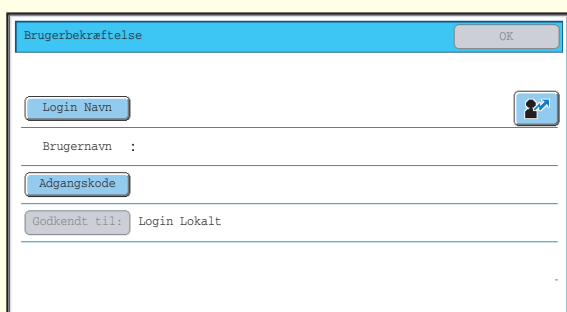 Brugerbekræftelse OK
Login Navn
Brugernavn :
Adgangskode
Godkendt til: Login Lokalt